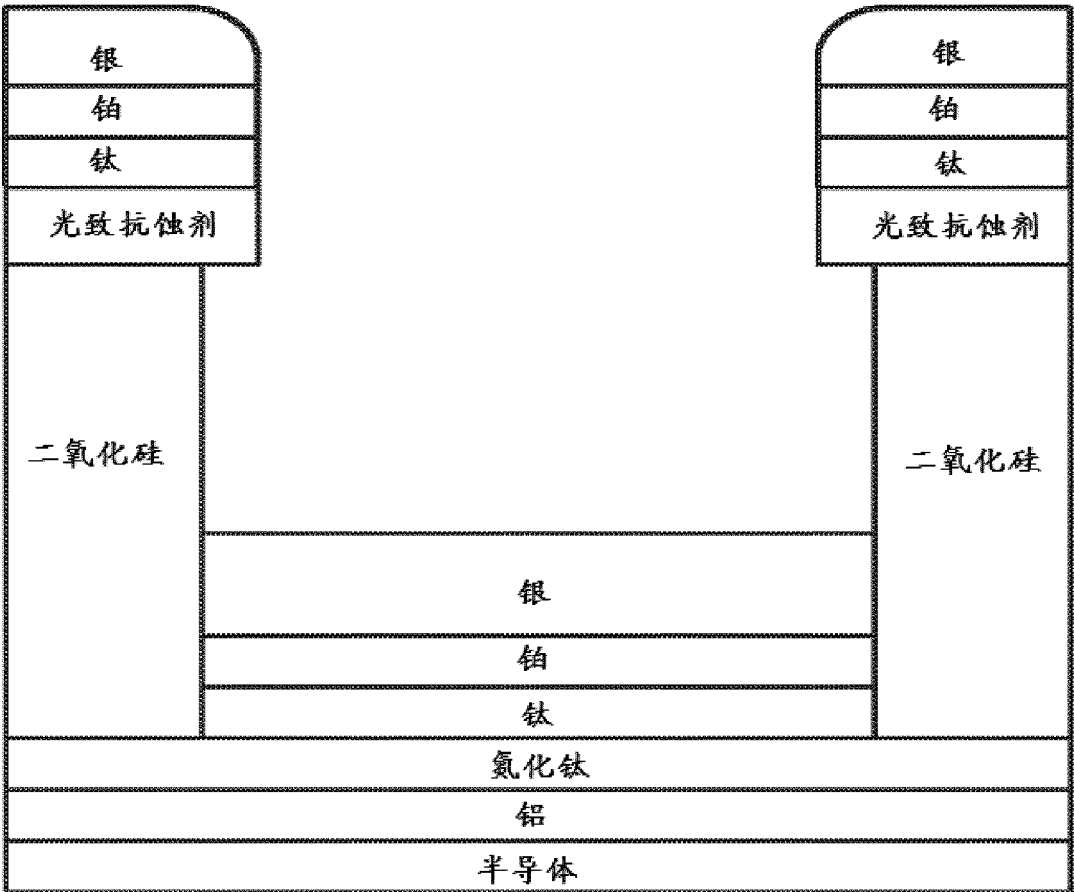 银 银
铂 铂
钛 钛
光致抗蚀剂 光致抗蚀剂
二氧化硅 二氧化硅
银
铂
钛
氮化钛
铝
半导体